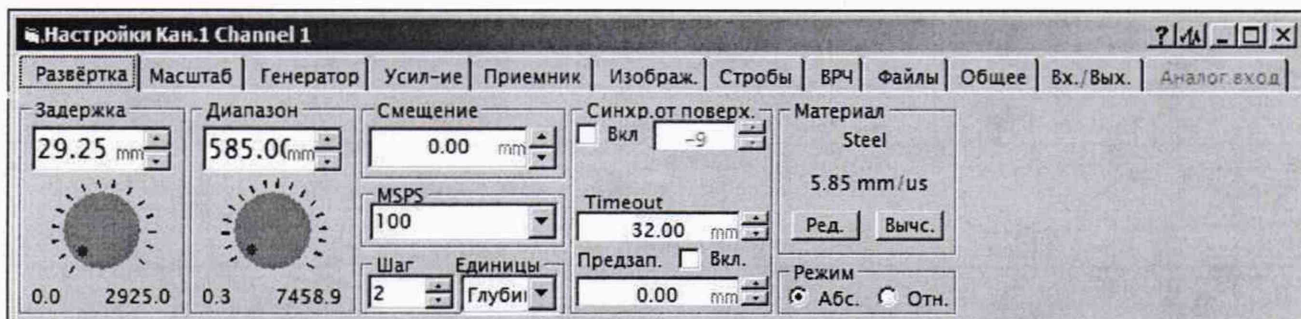 Настройки Кан.1 Channel 1
Развёртка Масштаб Генератор Усил-ие Приемник Изображ. Стробы ВРЧ Файлы Общее Вх./Вых. Аналог.вход
Задержка
29.25 mm
0.0 2925.0
Диапазон
585.00 mm
0.3 7458.9
Смещение
0.00 mm
MSPS
100
Шаг Единицы
2 Глуби
Синхр.от поверх.
Вкл -9
Timeout
32.00 mm
Предзап. Вкл.
0.00 mm
Материал
Steel
5.85 mm/us
Ред. Вычс.
Режим
Абс. Отн.